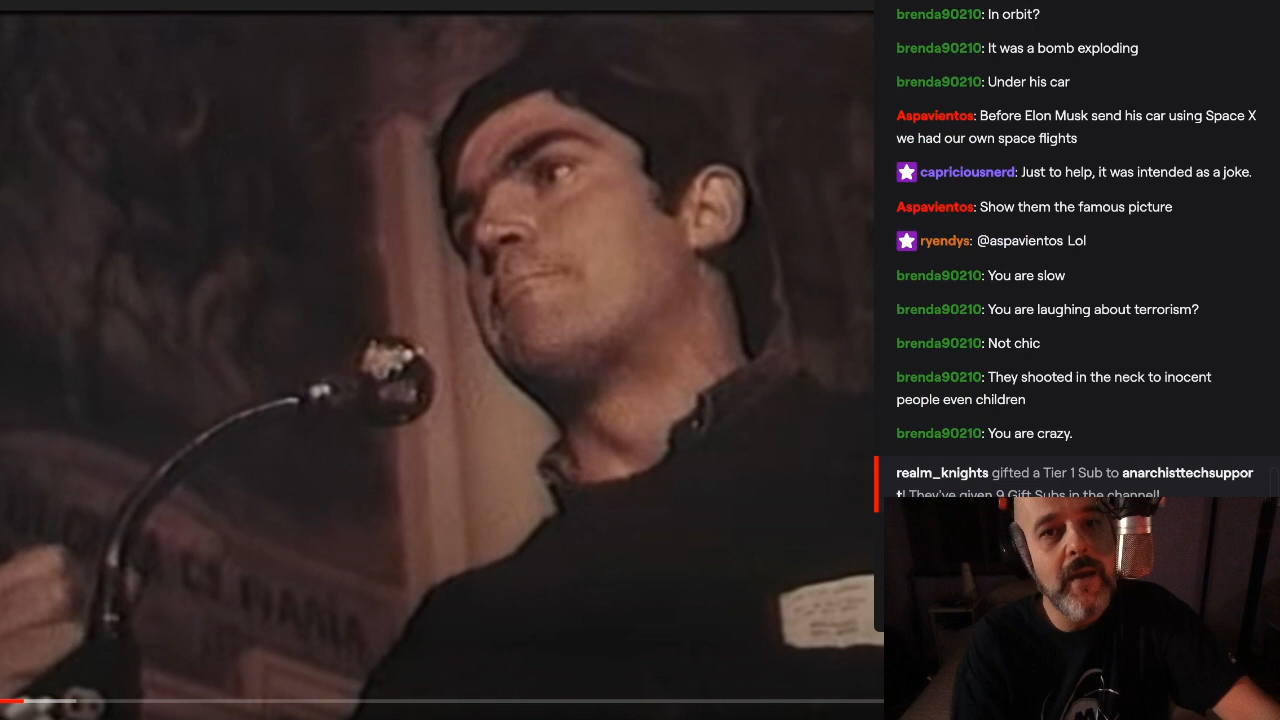 brenda90210: In orbit?
brenda90210: It was a bomb exploding
brenda90210: Under his car
Aspavientos: Before Elon Musk send his car using Space X
we had our own space flights
capriciousnerd: Just to help, it was intended as a joke.
Aspavientos: Show them the famous picture
ryendys: @aspavientos Lol
brenda90210: You are slow
brenda90210: You are laughing about terrorism?
brenda90210: Not chic
brenda90210: They shooted in the neck to inocent
people even children
brenda90210: You are crazy.
realm_knights gifted a Tier 1 Sub to anarchisttechsuppor
t! They've given 9 Gift Subs in the channel!